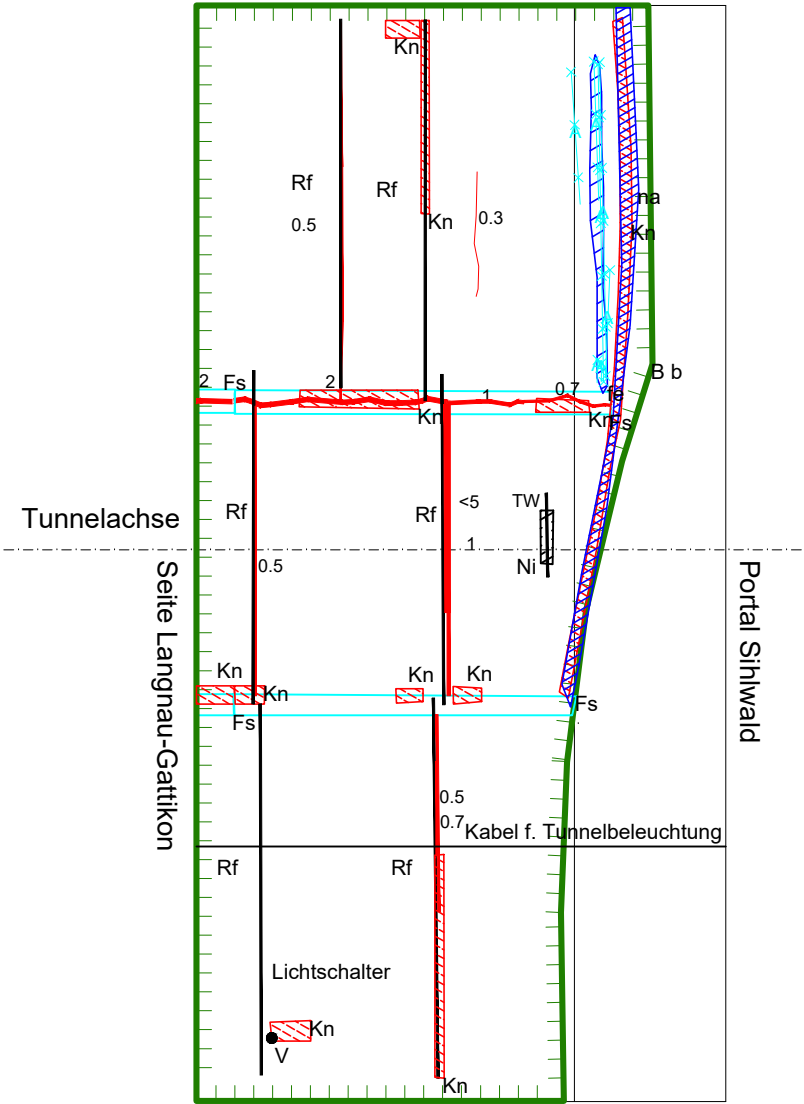 Kn
Rf
Rf
0.5
Kn
0.3
na
Kn
B b
2
Fs
2
1
0.7
fe
Kn
Kn
Fs
Rf
Rf
<5
TW
Tunnelachse
1
Ni
0.5
Seite Langnau-Gattikon
Portal Sihlwald
Kn
Kn
Kn
Kn
Fs
Fs
0.5
0.7
Kabel f. Tunnelbeleuchtung
Rf
Rf
Lichtschalter
Kn
V
Kn